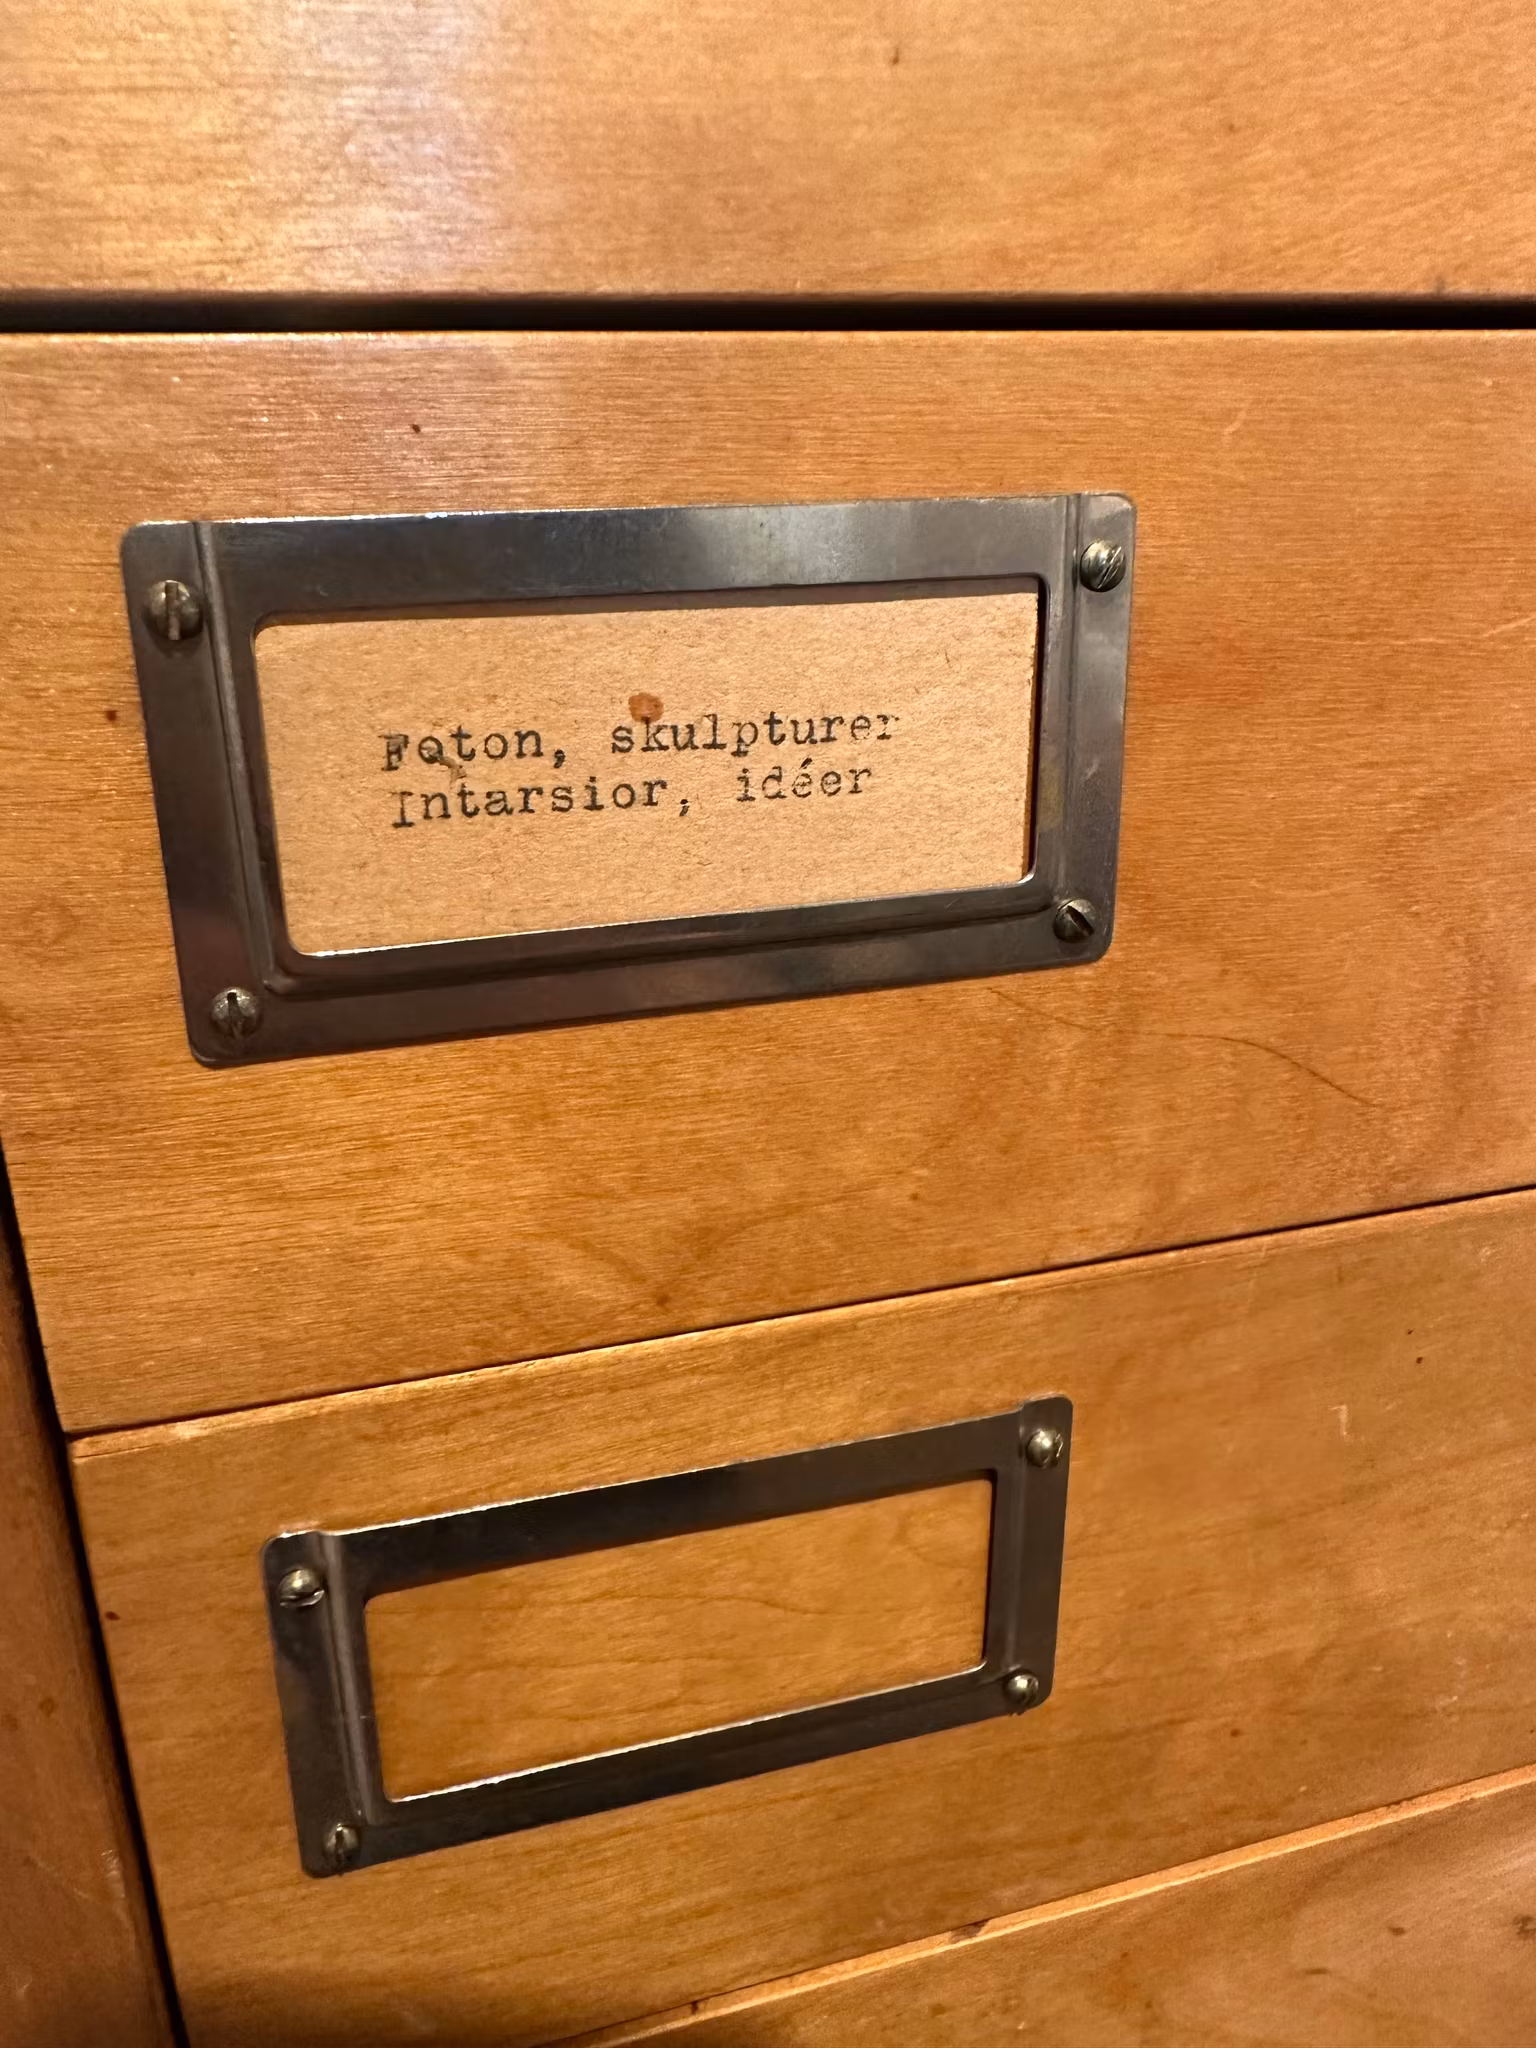 Foton, skulpturer
Intarsior, idéer